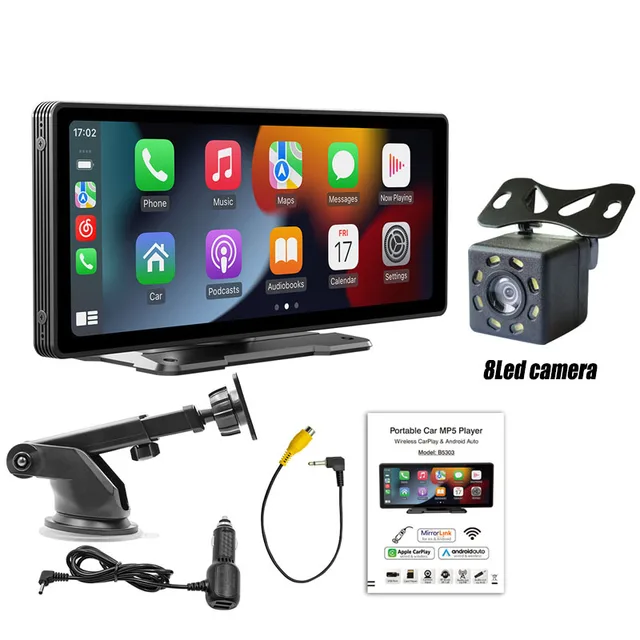 17:02
Phone
Music
Maps
Messages
Now Playing
FRI
17
Car
Podcasts
Audiobooks
Calendar
Settings
8Led camera
Portable Car MP5 Player
Wireless CarPlay & Android Auto
Model: B5303
MirrorLink
Apple CarPlay
androidauto